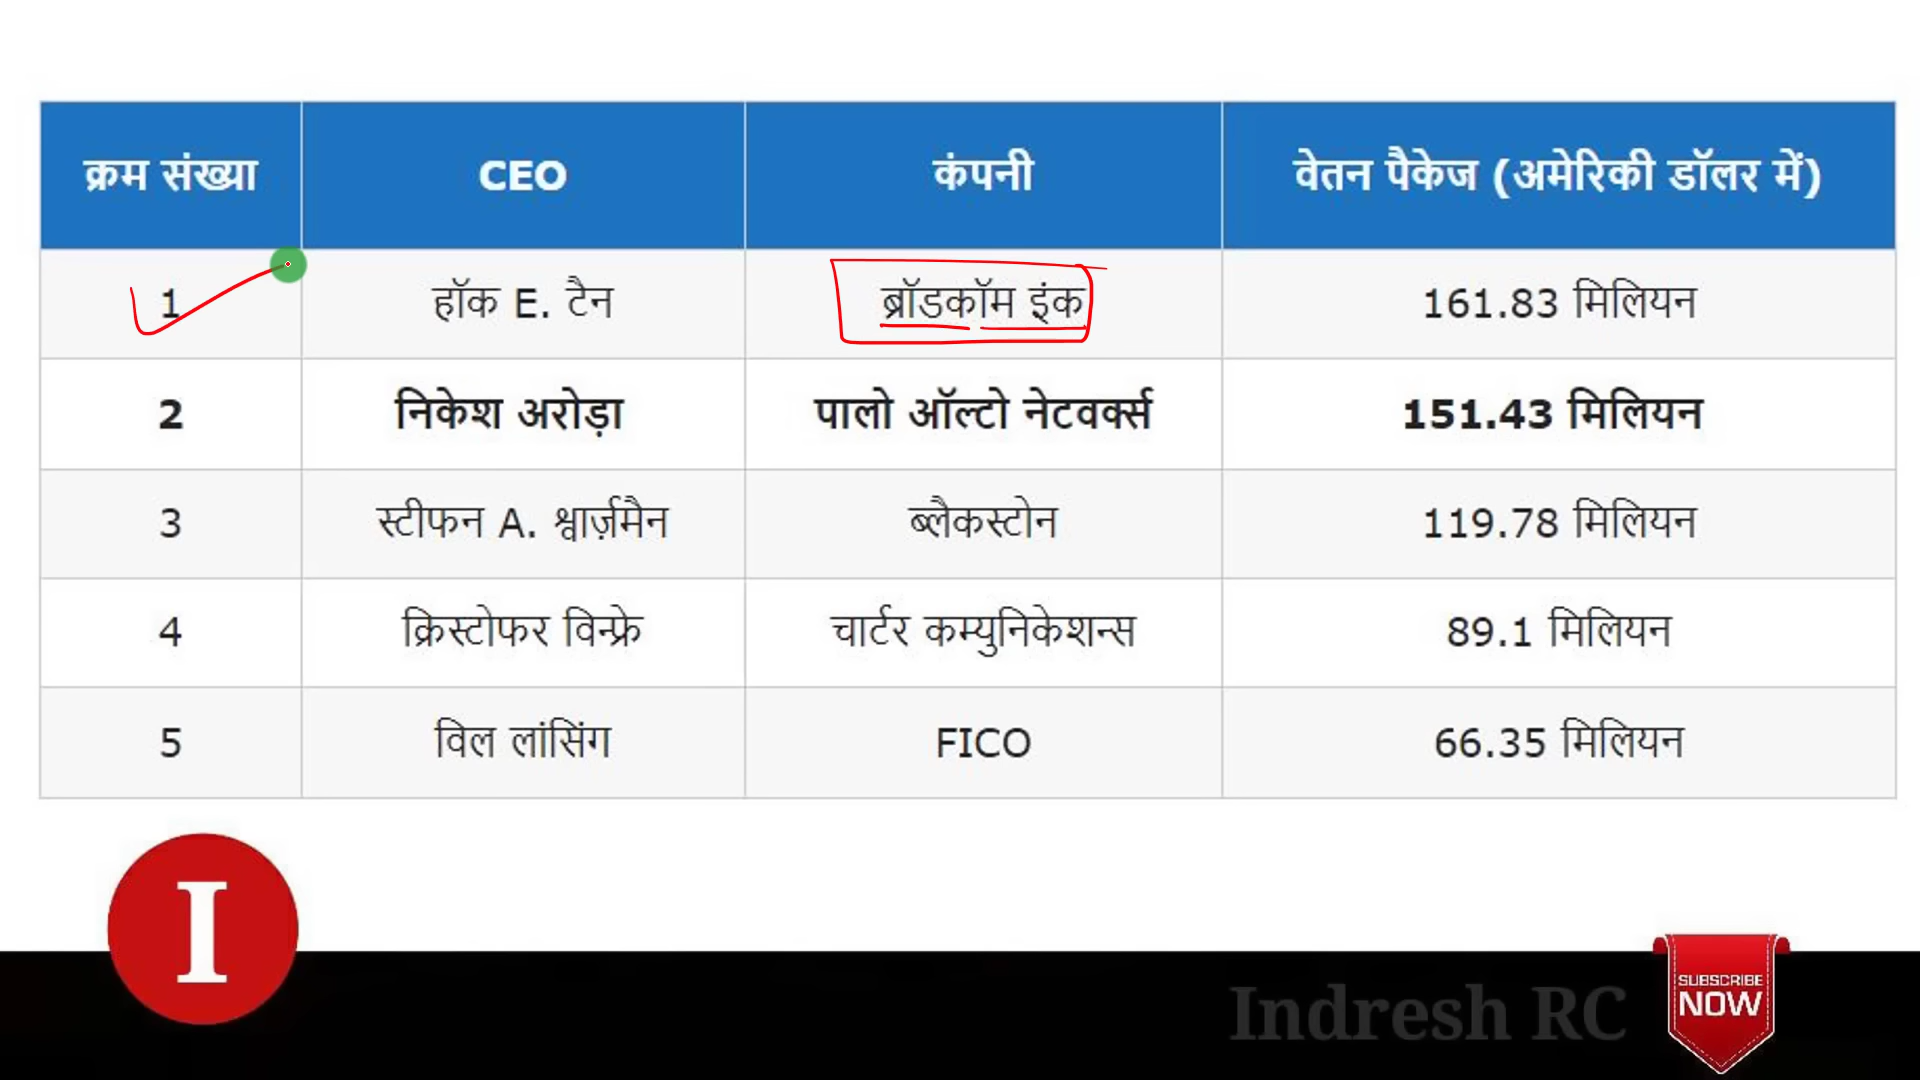 क्रम संख्या CEO कंपनी वेतन पैकेज (अमेरिकी डॉलर में)
1 हॉक E. टैन ब्रॉडकॉम इंक 161.83 मिलियन
2 निकेश अरोड़ा पालो ऑल्टो नेटवर्क्स 151.43 मिलियन
3 स्टीफन A. श्वार्ज़मैन ब्लैकस्टोन 119.78 मिलियन
4 क्रिस्टोफर विन्फ्रे चार्टर कम्युनिकेशन्स 89.1 मिलियन
5 विल लांसिंग FICO 66.35 मिलियन
I
Indresh RC
SUBSCRIBE
NOW